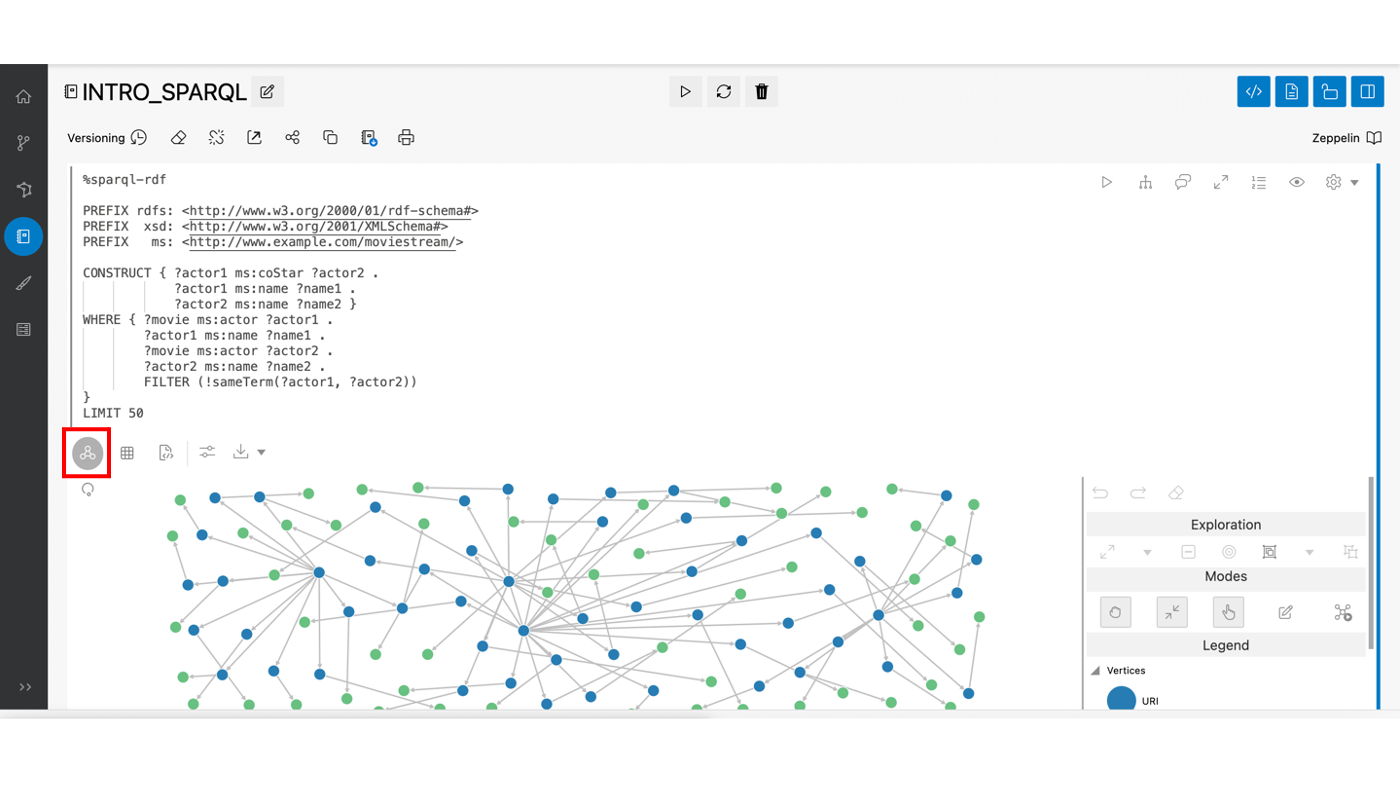 INTRO_SPARQL
Versioning
Zeppelin
%sparql-rdf
PREFIX rdfs: <http://www.w3.org/2000/01/rdf-schema#>
PREFIX  xsd: <http://www.w3.org/2001/XMLSchema#>
PREFIX   ms: <http://www.example.com/moviestream/>
CONSTRUCT { ?actor1 ms:coStar ?actor2 .
            ?actor1 ms:name ?name1 .
            ?actor2 ms:name ?name2 }
WHERE { ?movie ms:actor ?actor1 .
        ?actor1 ms:name ?name1 .
        ?movie ms:actor ?actor2 .
        ?actor2 ms:name ?name2 .
        FILTER (!sameTerm(?actor1, ?actor2))
}
LIMIT 50
Exploration
Modes
Legend
Vertices
URI